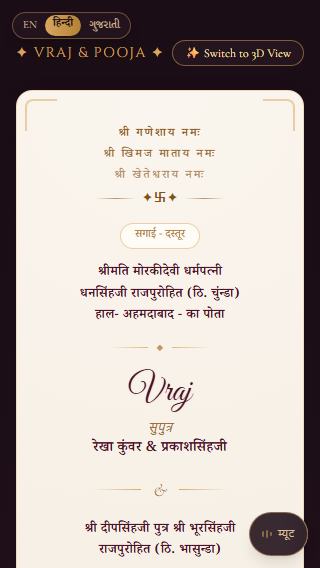 EN हिन्दी ગુજરાતી
✦ VRAJ & POOJA ✦
✨ Switch to 3D View
श्री गणेशाय नमः
श्री खिमज माताय नमः
श्री खेतेश्वराय नमः
✦卐✦
सगाई - दस्तूर
श्रीमति मोरकीदेवी धर्मपत्नी
धनसिंहजी राजपुरोहित (ठि. चुंन्डा)
हाल- अहमदाबाद - का पोता
Vraj
सुपुत्र
रेखा कुंवर & प्रकाशसिंहजी
&
श्री दीपसिंहजी पुत्र श्री भूरसिंहजी
राजपुरोहित (ठि. भासुन्डा)
म्यूट